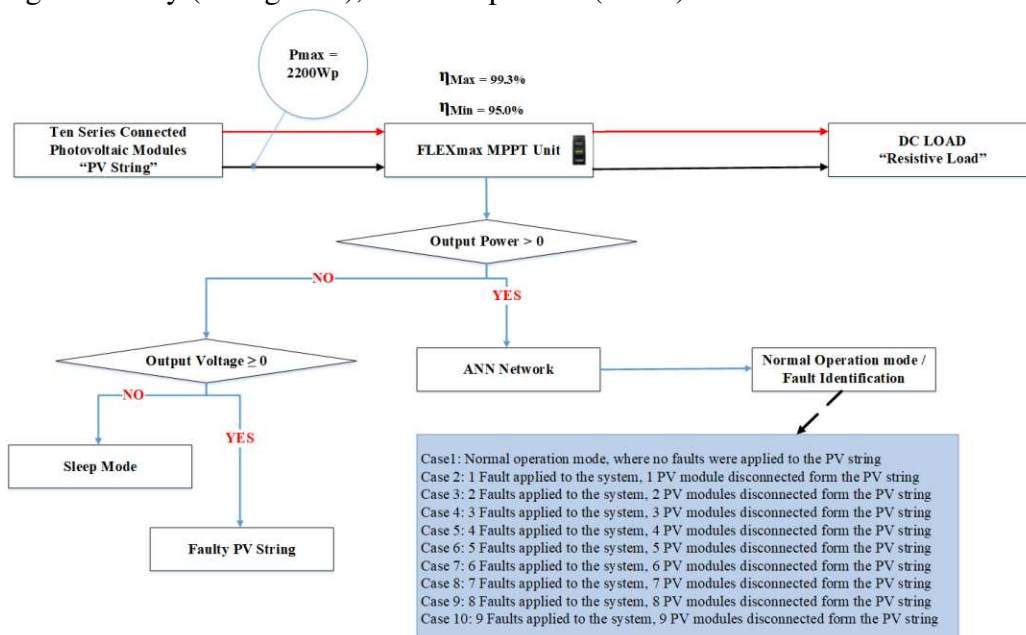 Pmax =
2200Wp
ηMax = 99.3%
ηMin = 95.0%
Ten Series Connected
Photovoltaic Modules
“PV String”
FLEXmax MPPT Unit
DC LOAD
“Resistive Load”
Output Power > 0
NO
YES
Output Voltage ≥ 0
ANN Network
Normal Operation mode /
Fault Identification
NO
YES
Sleep Mode
Faulty PV String
Case1: Normal operation mode, where no faults were applied to the PV string
Case 2: 1 Fault applied to the system, 1 PV module disconnected form the PV string
Case 3: 2 Faults applied to the system, 2 PV modules disconnected form the PV string
Case 4: 3 Faults applied to the system, 3 PV modules disconnected form the PV string
Case 5: 4 Faults applied to the system, 4 PV modules disconnected form the PV string
Case 6: 5 Faults applied to the system, 5 PV modules disconnected form the PV string
Case 7: 6 Faults applied to the system, 6 PV modules disconnected form the PV string
Case 8: 7 Faults applied to the system, 7 PV modules disconnected form the PV string
Case 9: 8 Faults applied to the system, 8 PV modules disconnected form the PV string
Case 10: 9 Faults applied to the system, 9 PV modules disconnected form the PV string